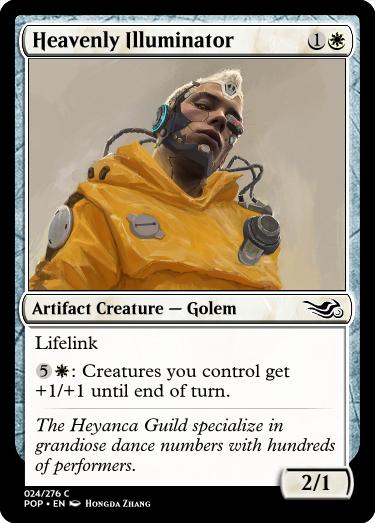 Heavenly Illuminator 1
Artifact Creature — Golem
Lifelink
5 : Creatures you control get
+1/+1 until end of turn.
The Heyanca Guild specialize in
grandiose dance numbers with hundreds
of performers.
2/1
024/276 C
POP • EN Hongda Zhang